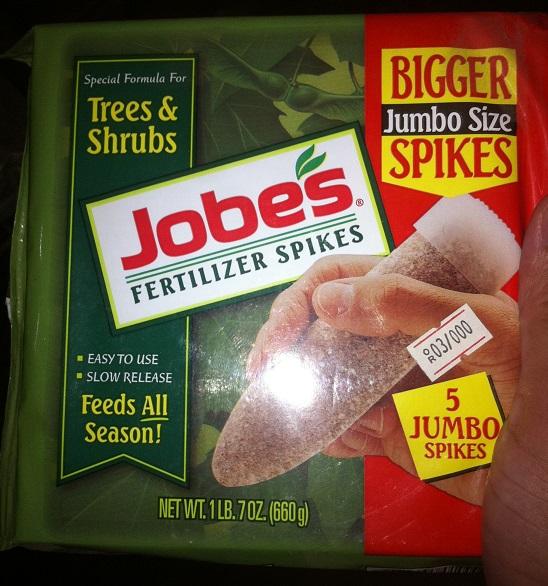 Special Formula For
Trees &
Shrubs
BIGGER
Jumbo Size
SPIKES
Jobe's®
FERTILIZER SPIKES
▪ EASY TO USE
▪ SLOW RELEASE
Feeds All
Season!
5
JUMBO
SPIKES
NET WT. 1 LB. 7 OZ. (660 g)